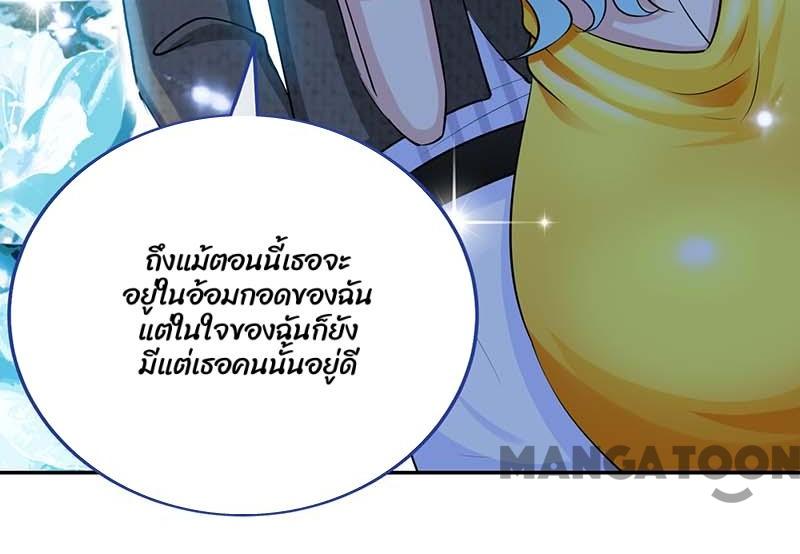 ถึงแม้ตอนนี้เธอจะ
อยู่ในอ้อมกอดของฉัน
แต่ในใจของฉันก็ยัง
มีแต่เธอคนนั้นอยู่ดี
MANGATOON